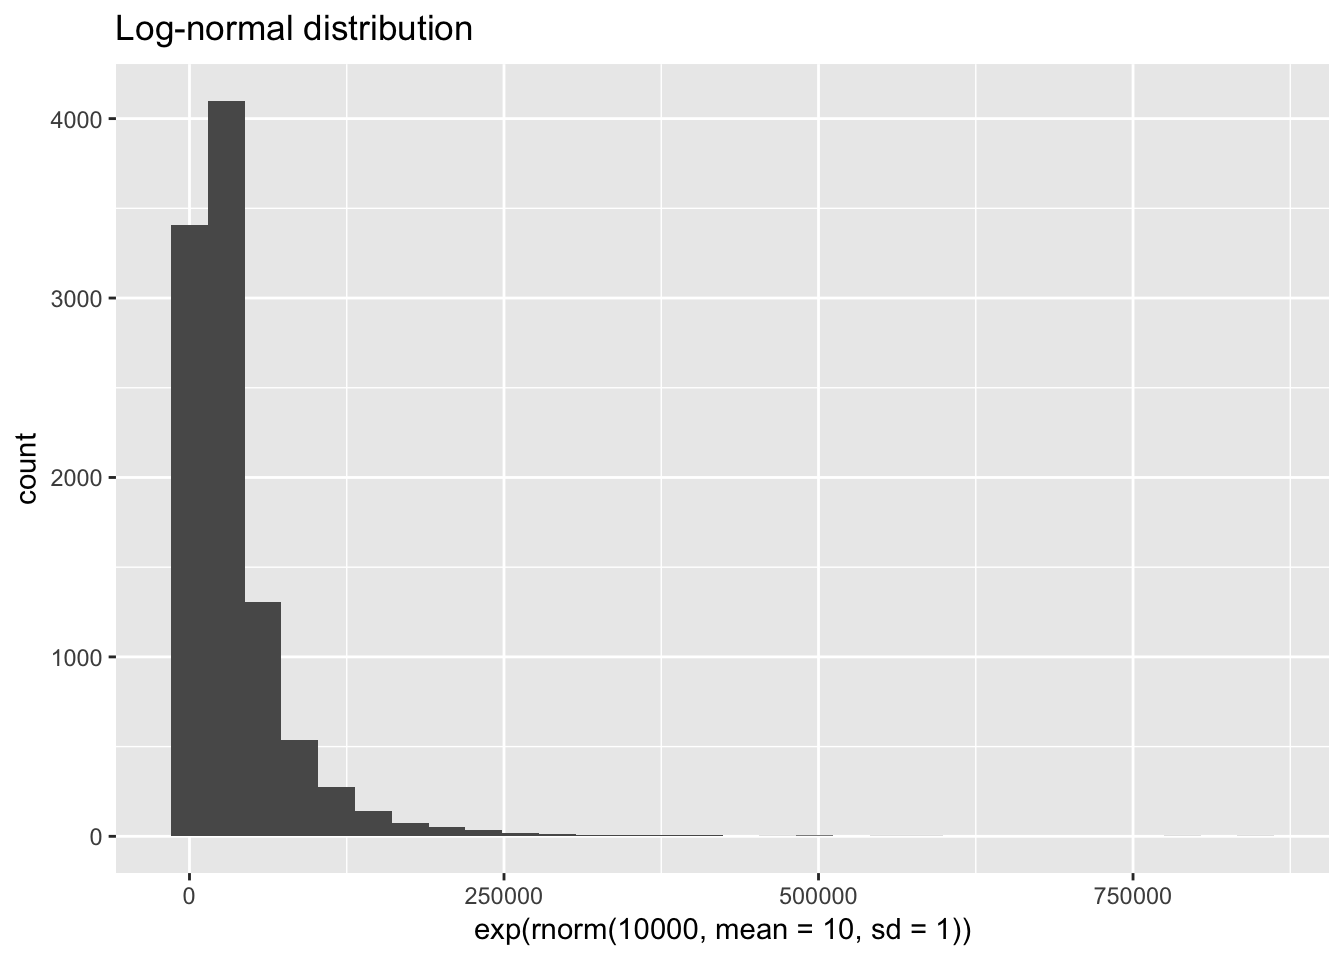 Log-normal distribution
4000
3000
2000
1000
0
count
0 250000 500000 750000
exp(rnorm(10000, mean = 10, sd = 1))